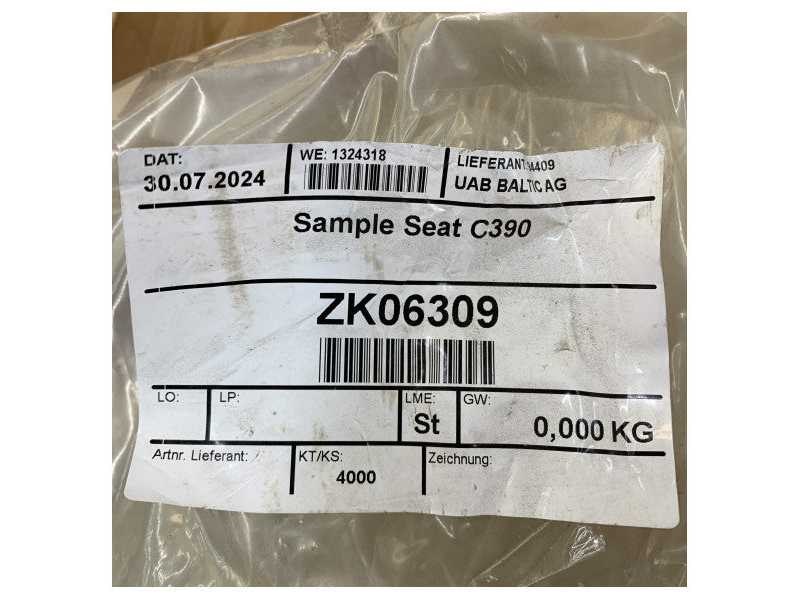 DAT: WE: 1324318 LIEFERANT:
30.07.2024 UAB BALTIC AG
Sample Seat C390
ZK06309
LO: LP: LME: GW:
St 0,000 KG
Artnr. Lieferant: KT/KS: Zeichnung:
4000